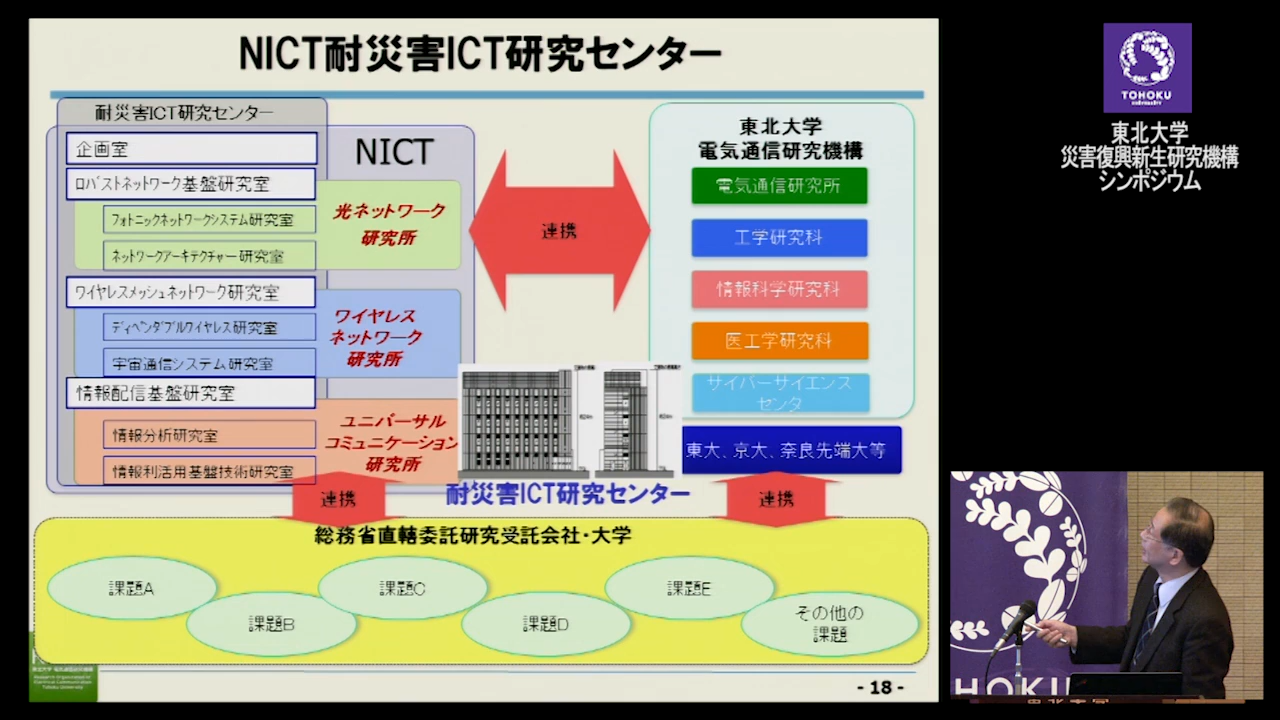 NICT耐災害ICT研究センター
耐災害ICT研究センター
企画室
ロバストネットワーク基盤研究室
フォトニックネットワークシステム研究室
ネットワークアーキテクチャー研究室
ワイヤレスメッシュネットワーク研究室
ディペンダブルワイヤレス研究室
宇宙通信システム研究室
情報配信基盤研究室
情報分析研究室
情報利活用基盤技術研究室
NICT
光ネットワーク
研究所
ワイヤレス
ネットワーク
研究所
ユニバーサル
コミュニケーション
研究所
連携
東北大学
電気通信研究機構
電気通信研究所
工学研究科
情報科学研究科
医工学研究科
サイバーサイエンス
センタ
東大、京大、奈良先端大等
耐災害ICT研究センター
連携
連携
総務省直轄委託研究受託会社・大学
課題A
課題B
課題C
課題D
課題E
その他の
課題
Tohoku University
- 18 -
TOHOKU
UNIVERSITY
東北大学
災害復興新生研究機構
シンポジウム
HOKU